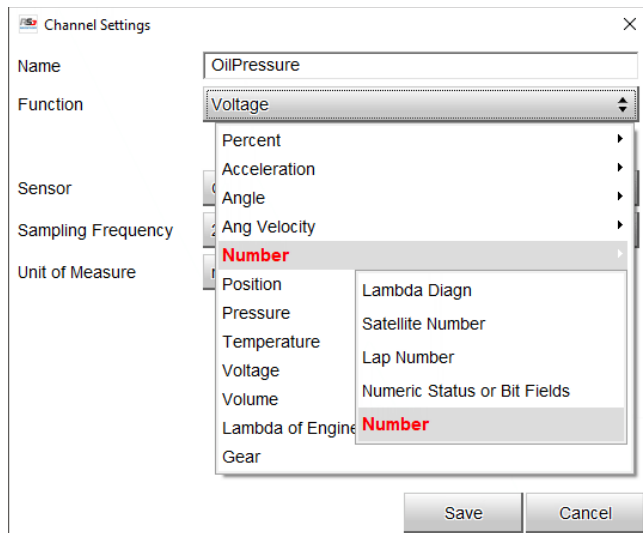 RS3 Channel Settings
Name OilPressure
Function Voltage
Percent
Acceleration
Sensor
Angle
Sampling Frequency
Ang Velocity
Number
Unit of Measure
Position
Lambda Diagn
Pressure
Satellite Number
Temperature
Lap Number
Voltage
Numeric Status or Bit Fields
Volume
Number
Lambda of Engine
Gear
Save Cancel